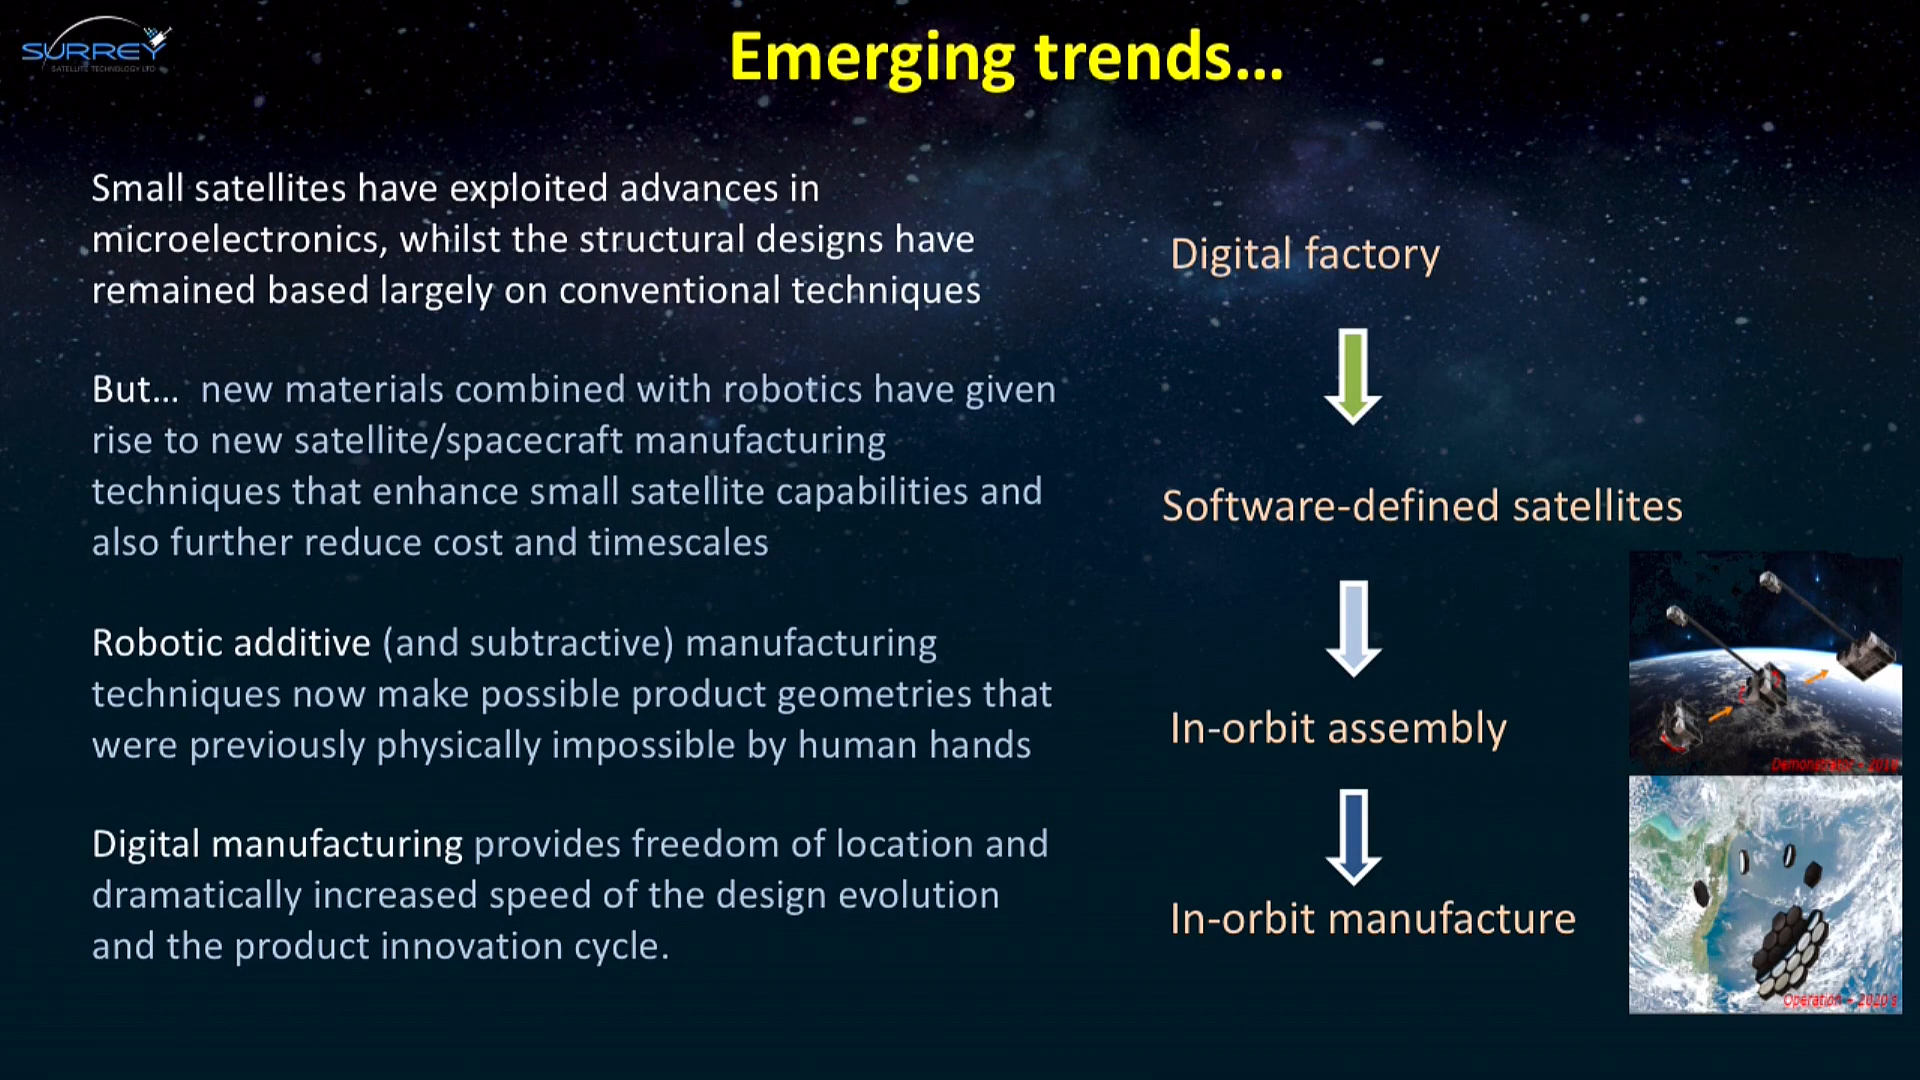 SURREY
SATELLITE TECHNOLOGY LTD
Emerging trends...
Small satellites have exploited advances in
microelectronics, whilst the structural designs have
remained based largely on conventional techniques
But... new materials combined with robotics have given
rise to new satellite/spacecraft manufacturing
techniques that enhance small satellite capabilities and
also further reduce cost and timescales
Robotic additive (and subtractive) manufacturing
techniques now make possible product geometries that
were previously physically impossible by human hands
Digital manufacturing provides freedom of location and
dramatically increased speed of the design evolution
and the product innovation cycle.
Digital factory
Software-defined satellites
In-orbit assembly
In-orbit manufacture
Demonstrator
Operation - 2020's